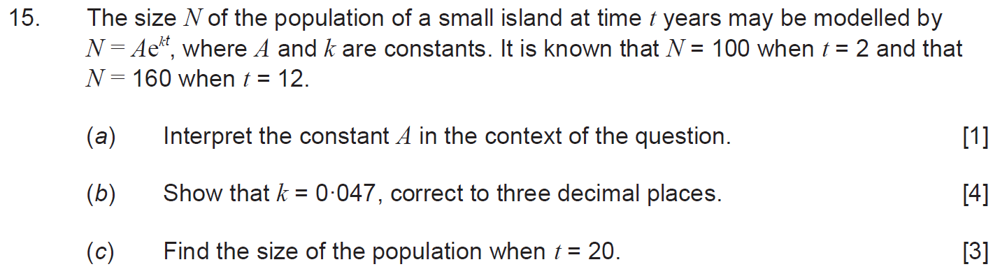 15. The size N of the population of a small island at time t years may be modelled by
N = Ae^{kt}, where A and k are constants. It is known that N = 100 when t = 2 and that
N = 160 when t = 12.
(a) Interpret the constant A in the context of the question. [1]
(b) Show that k = 0·047, correct to three decimal places. [4]
(c) Find the size of the population when t = 20. [3]